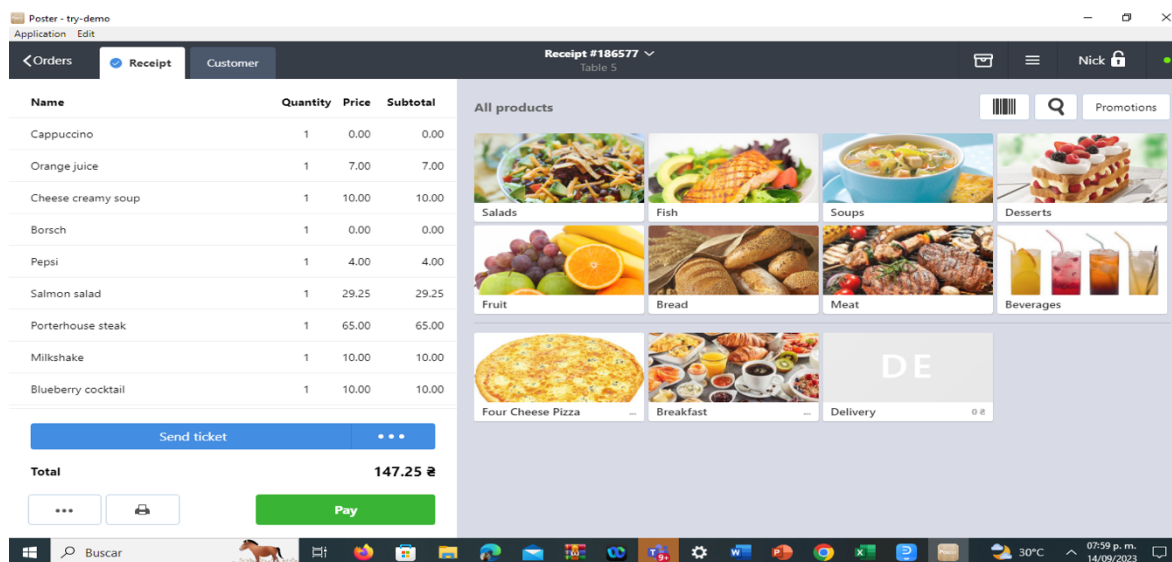 Poster - try-demo
Application Edit
Orders Receipt Customer Receipt #186577 Nick
Table 5
Name Quantity Price Subtotal
Cappuccino 1 0.00 0.00
Orange juice 1 7.00 7.00
Cheese creamy soup 1 10.00 10.00
Borsch 1 0.00 0.00
Pepsi 1 4.00 4.00
Salmon salad 1 29.25 29.25
Porterhouse steak 1 65.00 65.00
Milkshake 1 10.00 10.00
Blueberry cocktail 1 10.00 10.00
Send ticket •••
Total 147.25 ₴
••• Pay
All products Promotions
Salads Fish Soups Desserts
Fruit Bread Meat Beverages
DE
Four Cheese Pizza ... Breakfast ... Delivery 0 ₴
Buscar 9+ 30°C 07:59 p. m.
14/09/2023